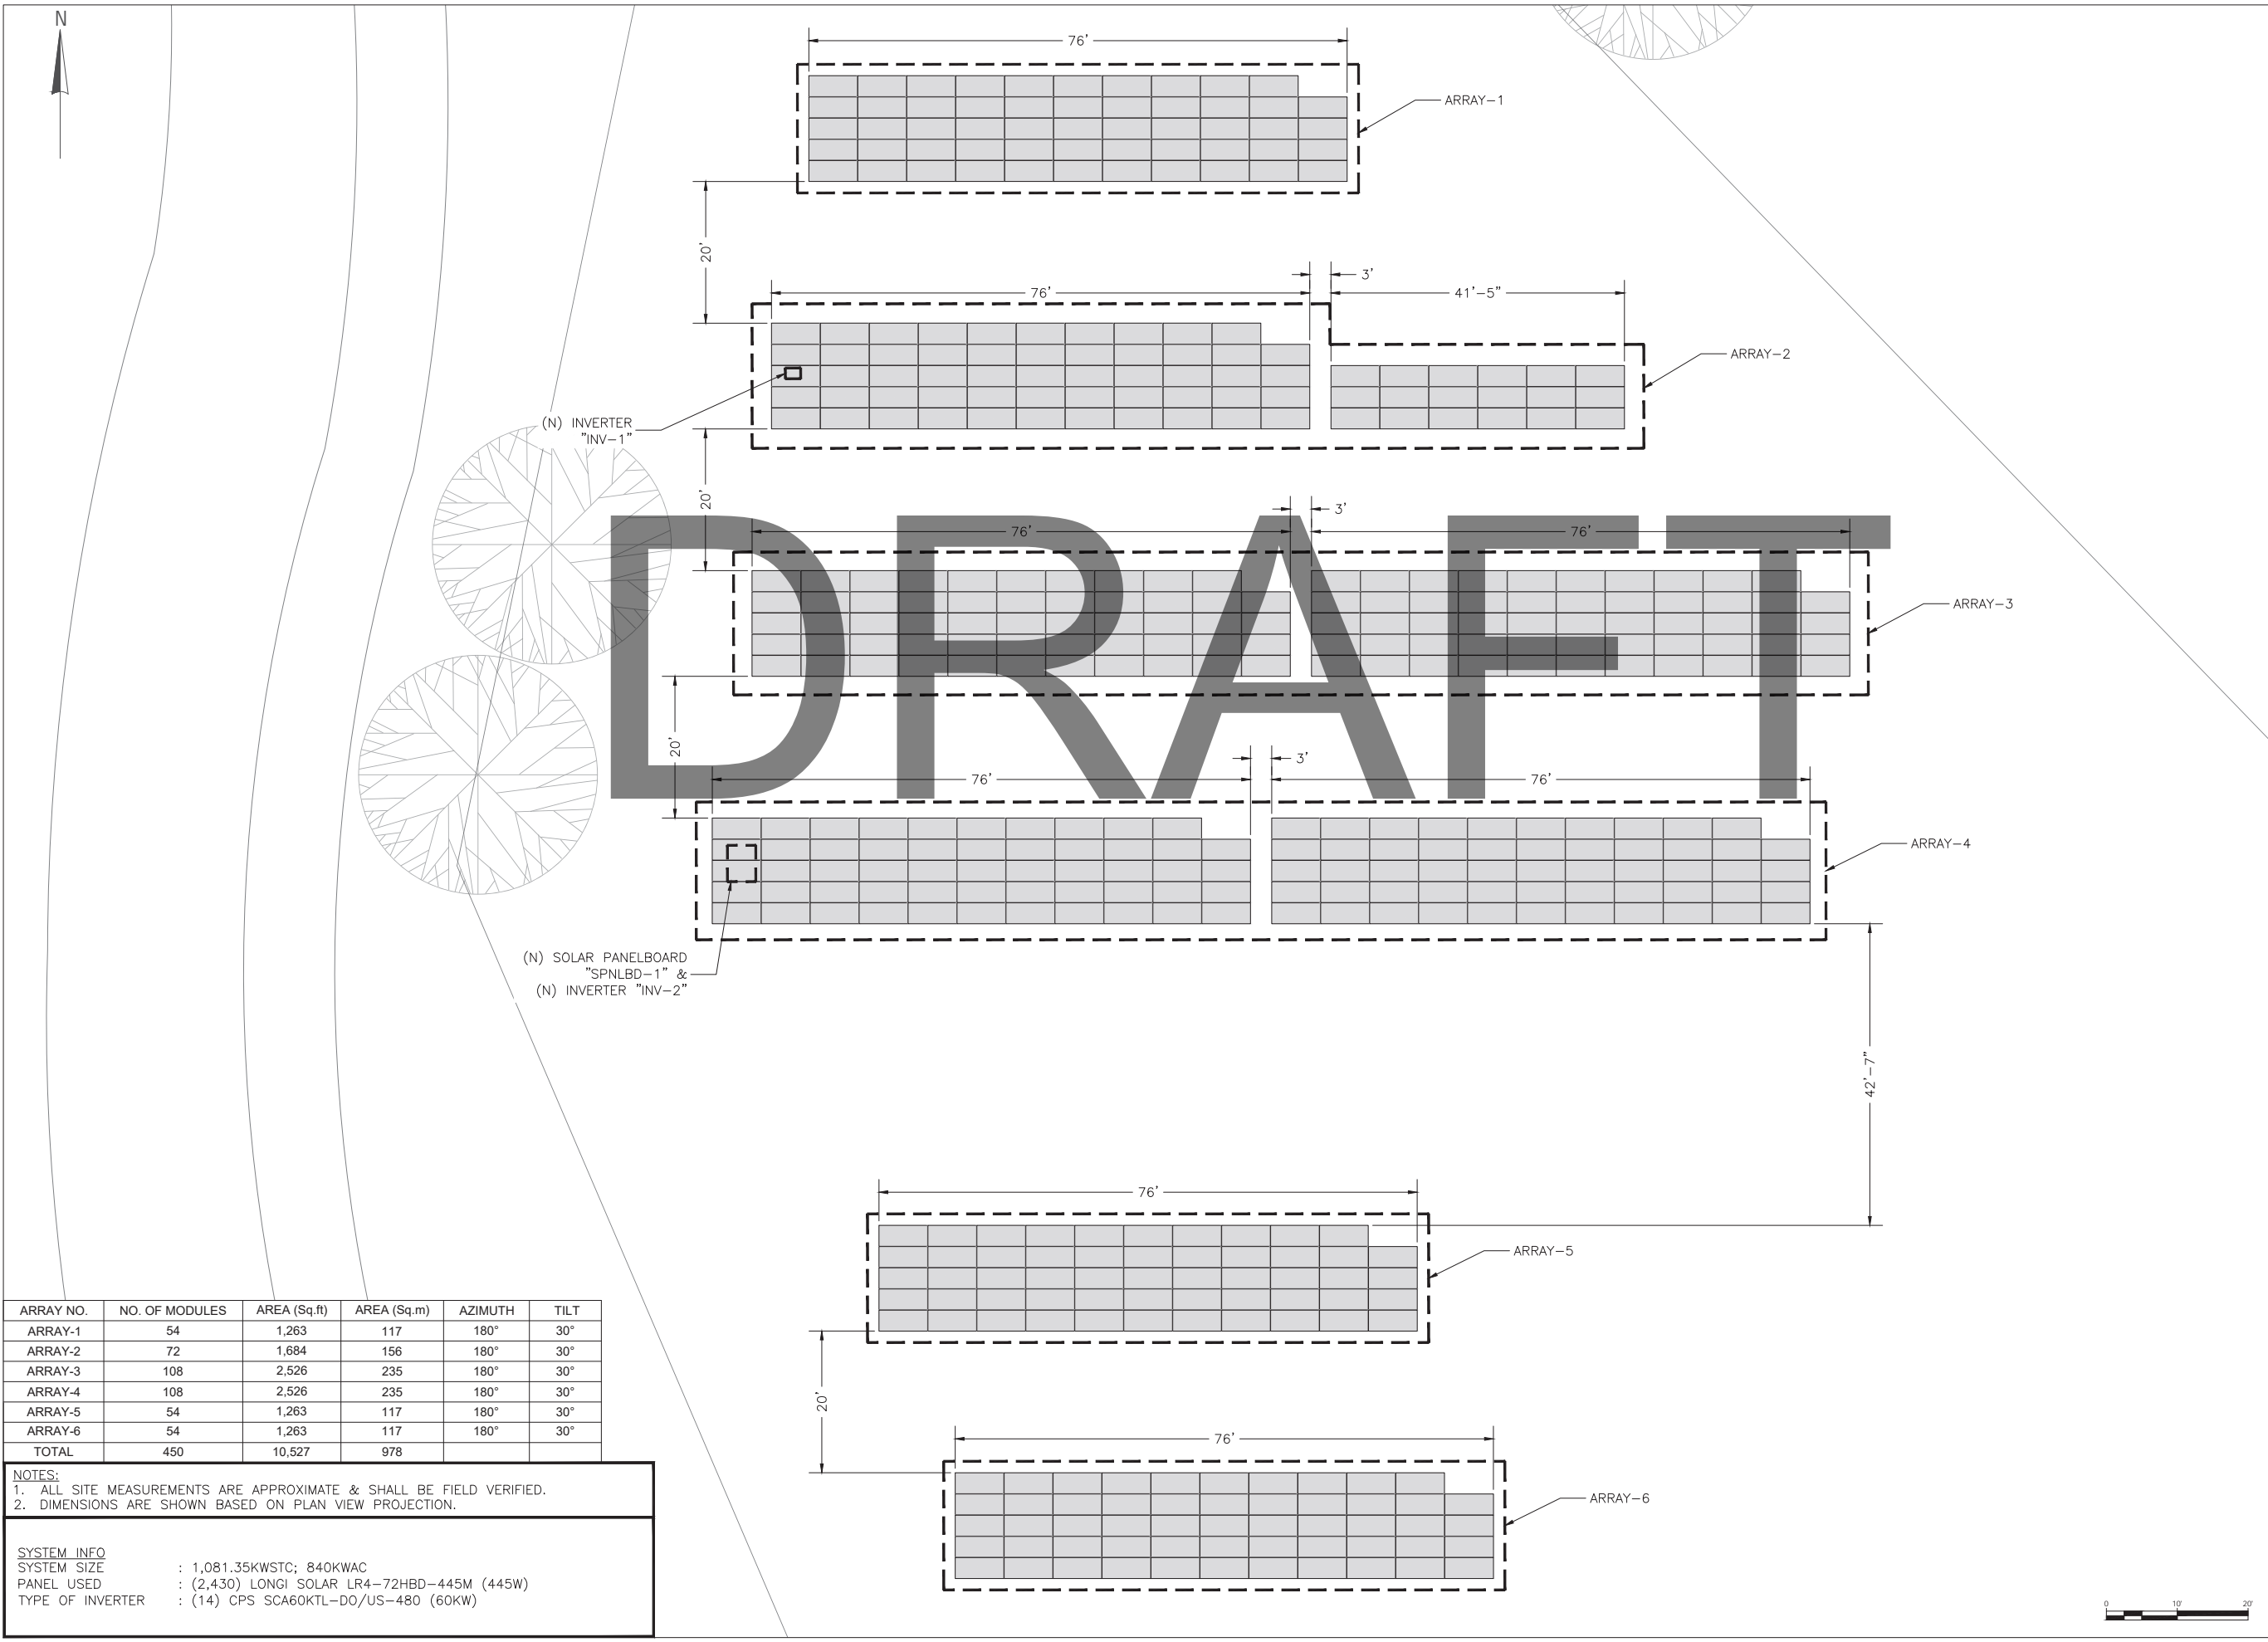 N
76'
ARRAY-1
20'
3'
76'
41'-5"
ARRAY-2
(N) INVERTER
"INV-1"
20'
3'
76'
76'
DRAFT
ARRAY-3
20'
3'
76'
76'
ARRAY-4
(N) SOLAR PANELBOARD
"SPNLBD-1" &
(N) INVERTER "INV-2"
42'-7"
76'
ARRAY-5
20'
76'
ARRAY-6
ARRAY NO. NO. OF MODULES AREA (Sq.ft) AREA (Sq.m) AZIMUTH TILT
ARRAY-1 54 1,263 117 180° 30°
ARRAY-2 72 1,684 156 180° 30°
ARRAY-3 108 2,526 235 180° 30°
ARRAY-4 108 2,526 235 180° 30°
ARRAY-5 54 1,263 117 180° 30°
ARRAY-6 54 1,263 117 180° 30°
TOTAL 450 10,527 978
NOTES:
1. ALL SITE MEASUREMENTS ARE APPROXIMATE & SHALL BE FIELD VERIFIED.
2. DIMENSIONS ARE SHOWN BASED ON PLAN VIEW PROJECTION.
SYSTEM INFO
SYSTEM SIZE : 1,081.35KWSTC; 840KWAC
PANEL USED : (2,430) LONGI SOLAR LR4-72HBD-445M (445W)
TYPE OF INVERTER : (14) CPS SCA60KTL-DO/US-480 (60KW)
0 10' 20'